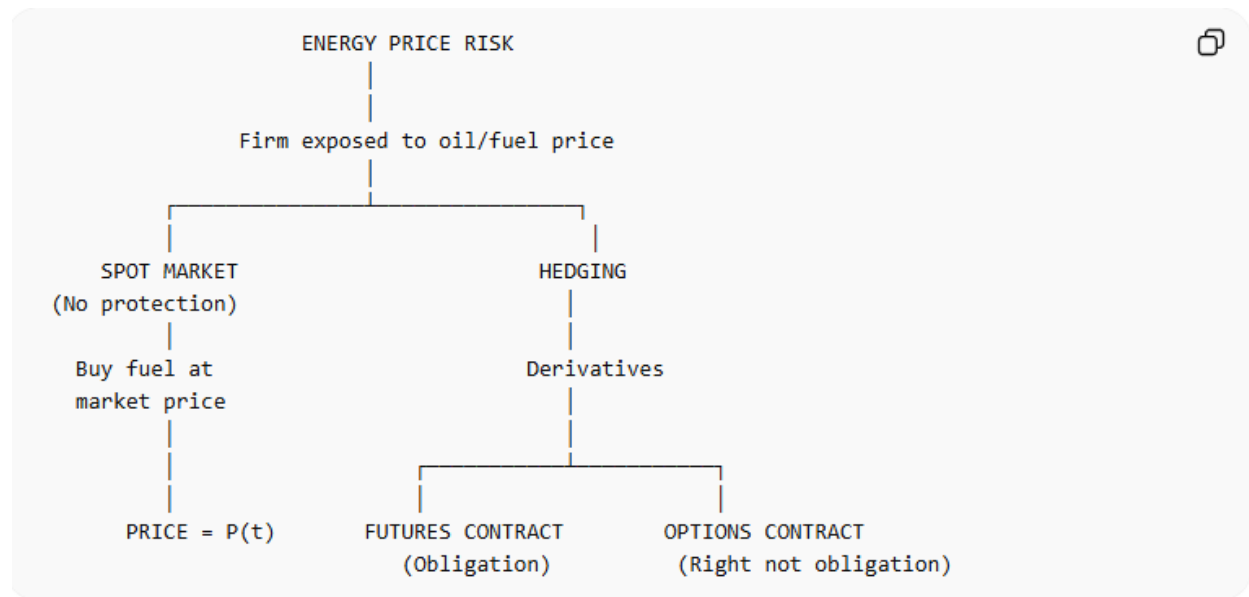 ENERGY PRICE RISK
Firm exposed to oil/fuel price
SPOT MARKET HEDGING
(No protection)
Buy fuel at Derivatives
market price
PRICE = P(t) FUTURES CONTRACT OPTIONS CONTRACT
(Obligation) (Right not obligation)